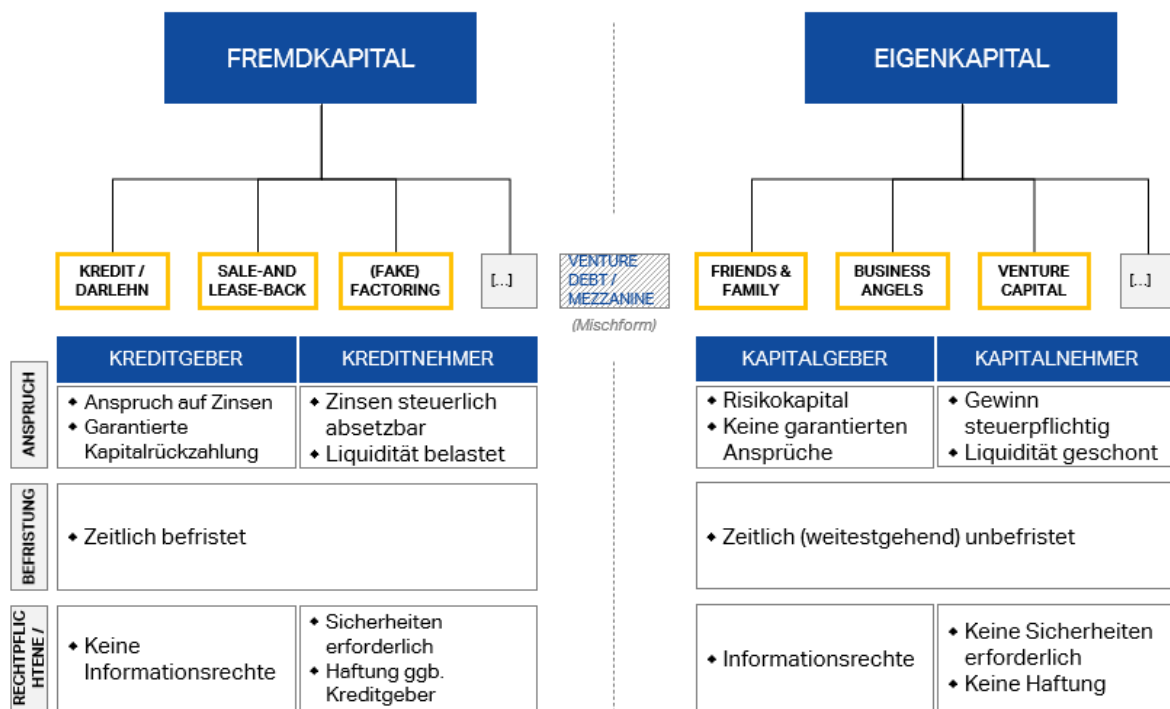 FREMDKAPITAL
EIGENKAPITAL
KREDIT /
DARLEHN
SALE-AND
LEASE-BACK
(FAKE)
FACTORING
[...]
VENTURE
DEBT /
MEZZANINE
(Mischform)
FRIENDS &
FAMILY
BUSINESS
ANGELS
VENTURE
CAPITAL
[...]
KREDITGEBER
KREDITNEHMER
KAPITALGEBER
KAPITALNEHMER
ANSPRUCH
◆ Anspruch auf Zinsen
◆ Garantierte
Kapitalrückzahlung
◆ Zinsen steuerlich
absetzbar
◆ Liquidität belastet
◆ Risikokapital
◆ Keine garantierten
Ansprüche
◆ Gewinn
steuerpflichtig
◆ Liquidität geschont
BEFRISTUNG
◆ Zeitlich befristet
◆ Zeitlich (weitestgehend) unbefristet
RECHTPFLIC
HTENE /
◆ Keine
Informationsrechte
◆ Sicherheiten
erforderlich
◆ Haftung ggb.
Kreditgeber
◆ Informationsrechte
◆ Keine Sicherheiten
erforderlich
◆ Keine Haftung